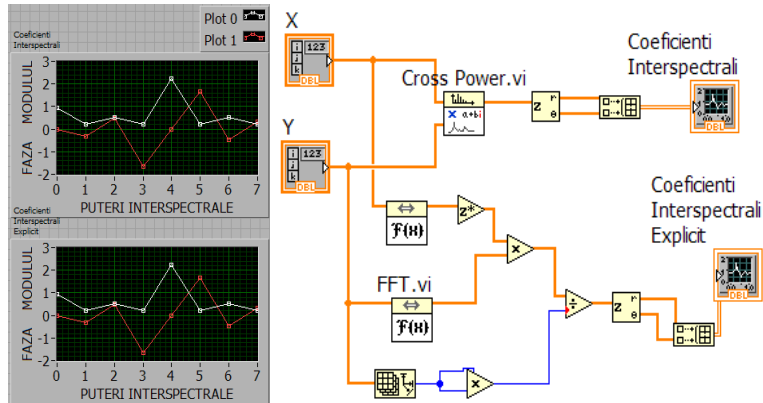 Plot 0
Plot 1
Coeficienti
Interspectrali
MODULUL
FAZA
3
2
1
0
-1
-2
0 1 2 3 4 5 6 7
PUTERI INTERSPECTRALE
Coeficienti
Interspectrali
Explicit
MODULUL
FAZA
3
2
1
0
-1
-2
0 1 2 3 4 5 6 7
PUTERI INTERSPECTRALE
X
i
j
k
123
DBL
Cross Power.vi
x a+bi
z
r
θ
Coeficienti
Interspectrali
DBL
Y
i
j
k
123
DBL
F(x)
z*
x
FFT.vi
F(x)
÷
z
r
θ
Coeficienti
Interspectrali
Explicit
DBL
x